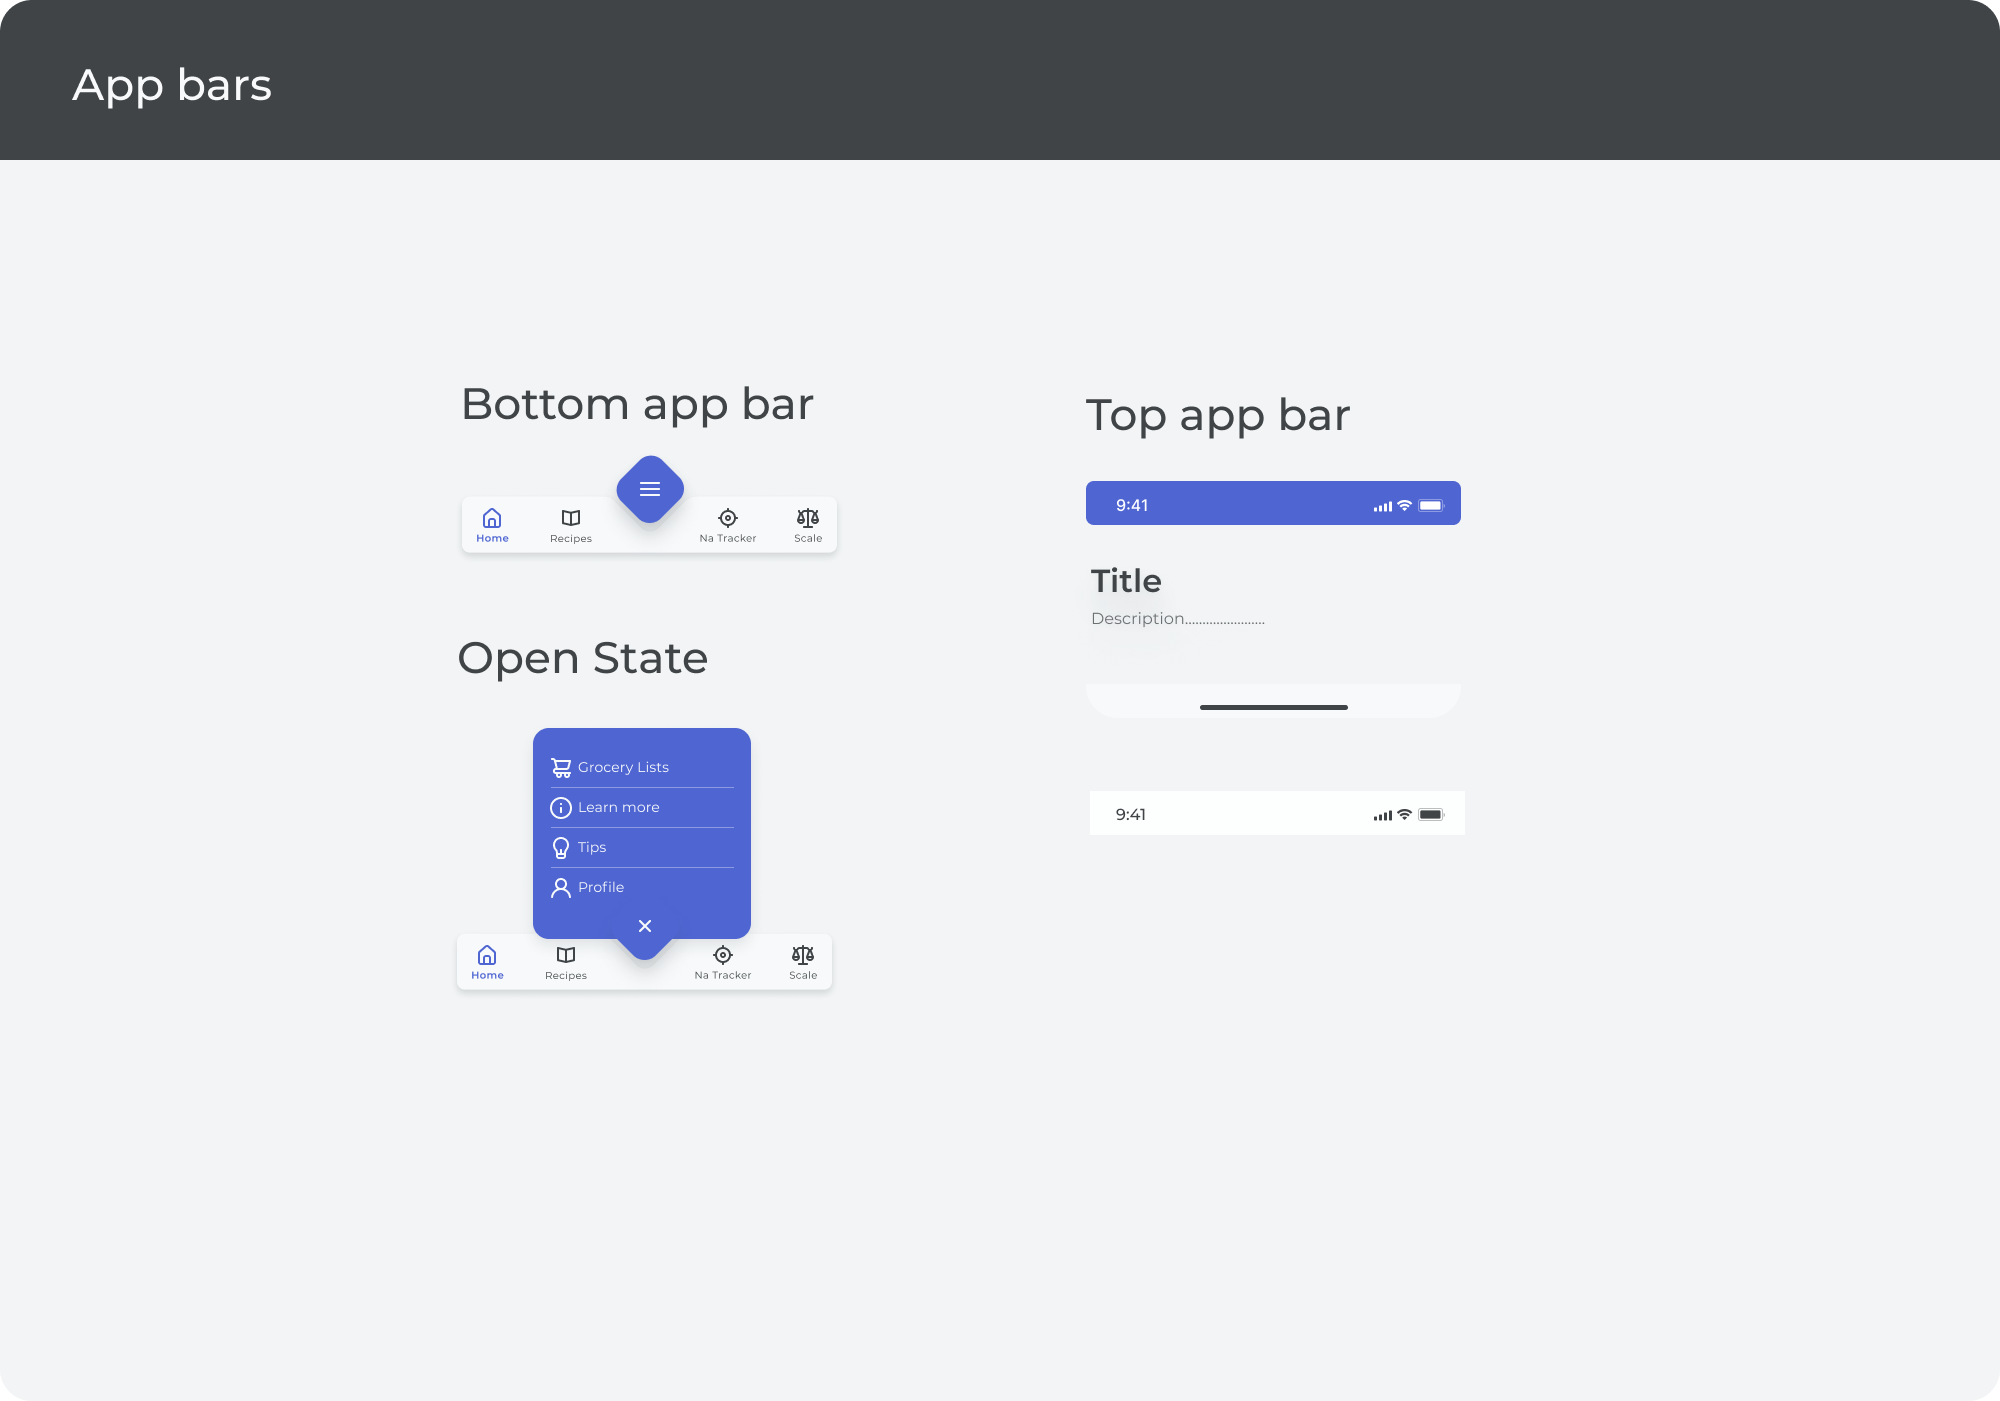 App bars
Bottom app bar
Home Recipes Na Tracker Scale
Open State
Grocery Lists
Learn more
Tips
Profile
Home Recipes Na Tracker Scale
Top app bar
9:41
Title
Description.......................
9:41